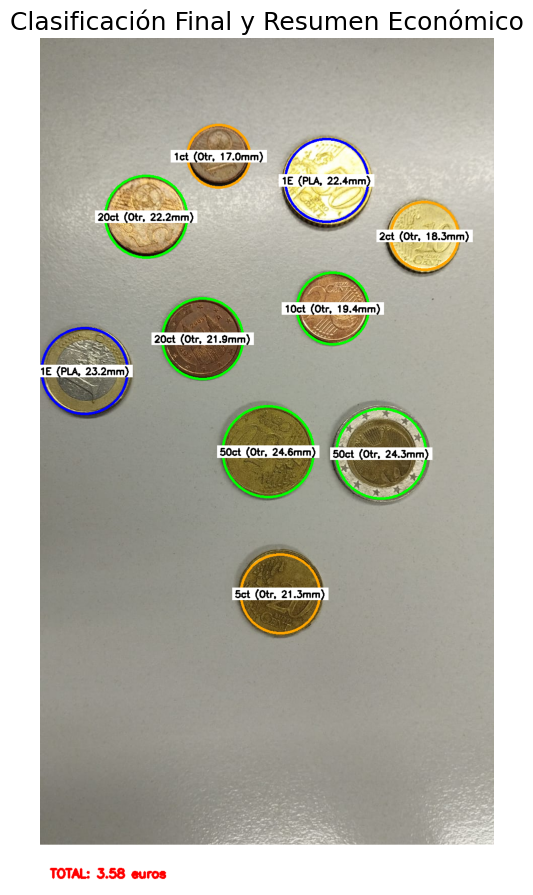 Clasificación Final y Resumen Económico
1ct (Otr, 17.0mm)
1E (PLA, 22.4mm)
20ct (Otr, 22.2mm)
2ct (Otr, 18.3mm)
10ct (Otr, 19.4mm)
20ct (Otr, 21.9mm)
1E (PLA, 23.2mm)
50ct (Otr, 24.6mm)
50ct (Otr, 24.3mm)
5ct (Otr, 21.3mm)
TOTAL: 3.58 euros